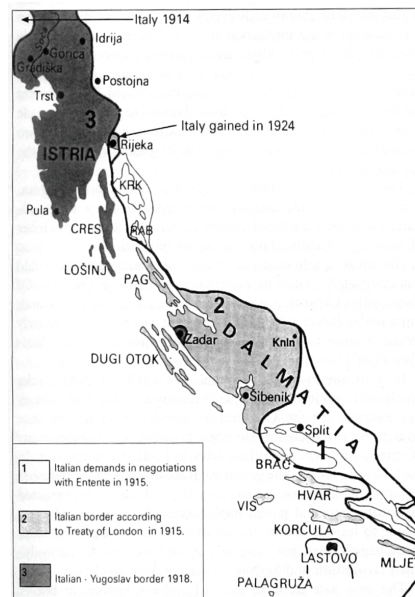 Italy 1914
Idrija
Gorica
Gradiška
Postojna
Trst
3
Italy gained in 1924
Rijeka
ISTRIA
KRK
Pula
CRES
RAB
LOŠINJ
PAG
2
DALMATIA
Zadar
Knin
DUGI OTOK
Šibenik
Split
1
BRAČ
HVAR
VIS
KORČULA
LASTOVO
MLJET
PALAGRUŽA
1 Italian demands in negotiations
with Entente in 1915.
2 Italian border according
to Treaty of London in 1915.
3 Italian - Yugoslav border 1918.